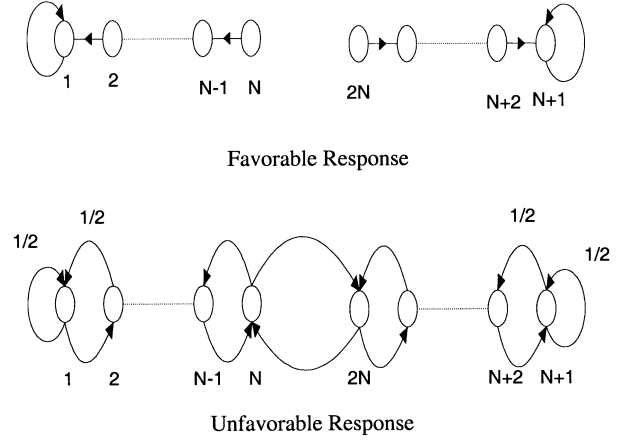 1 2 N-1 N 2N N+2 N+1
Favorable Response
1/2 1/2 1/2 1/2
1 2 N-1 N 2N N+2 N+1
Unfavorable Response